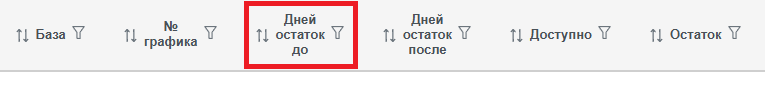 База
№
графика
Дней
остаток
до
Дней
остаток
после
Доступно
Остаток